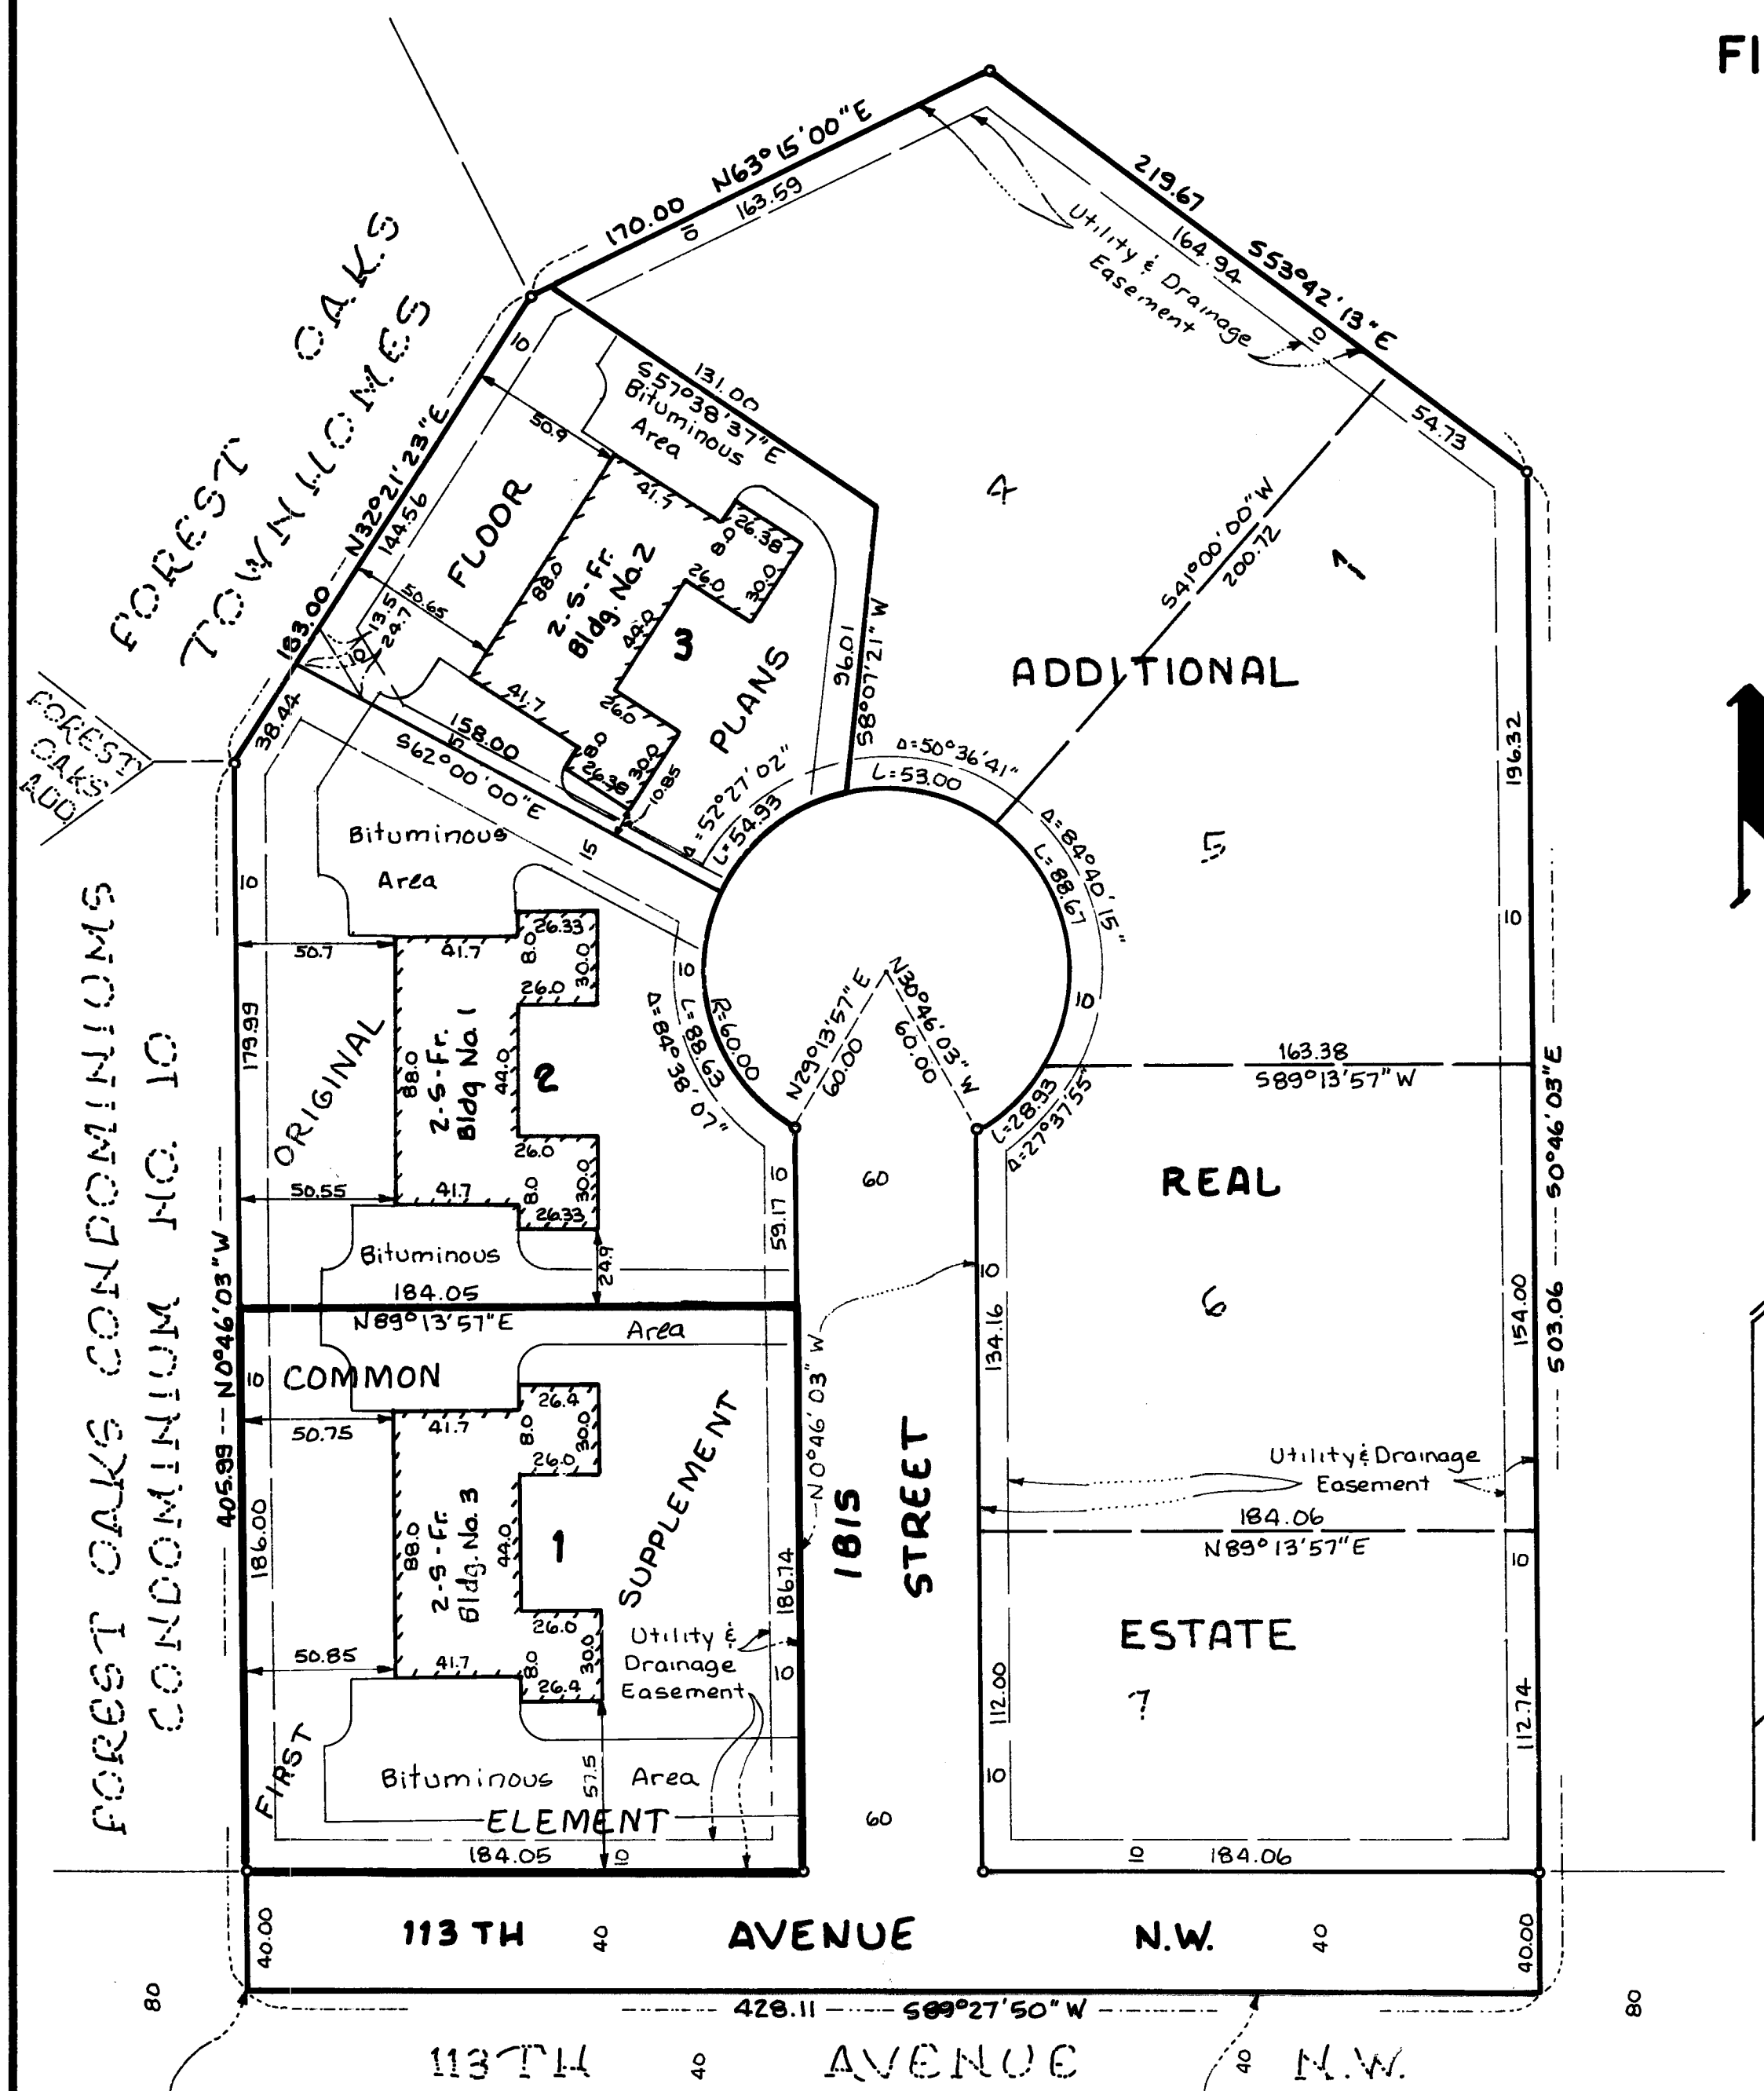 FI
170.00 N63°15'00"E
163.59
10
219.67
S53°42'13"E
164.94
10
54.73
Utility & Drainage
Easement
FOREST OAKS
TOWNHOMES
N32°21'23"E
183.00
144.56
38.44
10
50.9
50.65
13.5
24.7
10
131.00
S57°38'37"E
Bituminous
Area
FLOOR
PLANS
41.7
26.38
8.0
30.0
26.0
44.0
88.0
2-S-Fr.
Bldg. No. 2
3
26.0
30.0
8.0
26.38
41.7
10.85
96.01
S8°07'21"W
158.00
15
S62°00'00"E
15
4
S41°00'00"W
200.72
1
ADDITIONAL
5
196.32
10
FOREST
OAKS
ADD.
Δ=52°27'02"
L=54.93
Δ=50°36'41"
L=53.00
Δ=84°40'15"
L=88.67
10
R=60.00
L=88.63
Δ=84°38'07"
10
N29°13'57"E
60.00
N30°46'03"W
60.00
L=28.93
Δ=27°37'55"
163.38
S89°13'57"W
FOREST OAKS CONDOMINIUMS
CONDOMINIUM NO. 10
Bituminous
Area
10
50.7
179.99
ORIGINAL
41.7
26.33
8.0
30.0
26.0
88.0
44.0
2-S-Fr.
Bldg No. 1
2
26.0
30.0
8.0
26.33
41.7
50.55
24.9
10
59.17
60
Bituminous
184.05
N89°13'57"E
Area
405.99 N0°46'03"W
10
COMMON
50.75
41.7
26.4
8.0
30.0
26.0
88.0
44.0
2-S-Fr.
Bldg. No. 3
1
26.0
30.0
8.0
26.4
41.7
50.85
186.00
SUPPLEMENT
186.74
10
N0°46'03"W
Utility &
Drainage
Easement
FIRST
Bituminous Area
57.5
ELEMENT
184.05
10
181S
STREET
60
10
134.16
REAL
6
154.00
503.06 S0°46'03"E
Utility & Drainage
Easement
184.06
N89°13'57"E
10
ESTATE
7
112.00
112.74
10
10
184.06
40.00
113TH AVENUE N.W.
40
40
40.00
80
80
428.11 S89°27'50"W
113TH AVENUE N.W.
40
40